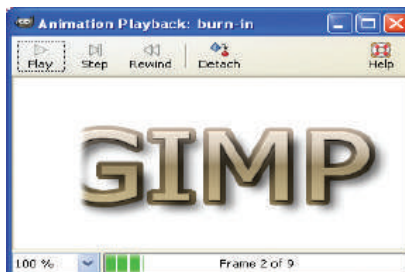 Animation Playback: burn-in
Play Step Rewind Detach Help
GIMP
100 % Frame 2 of 9